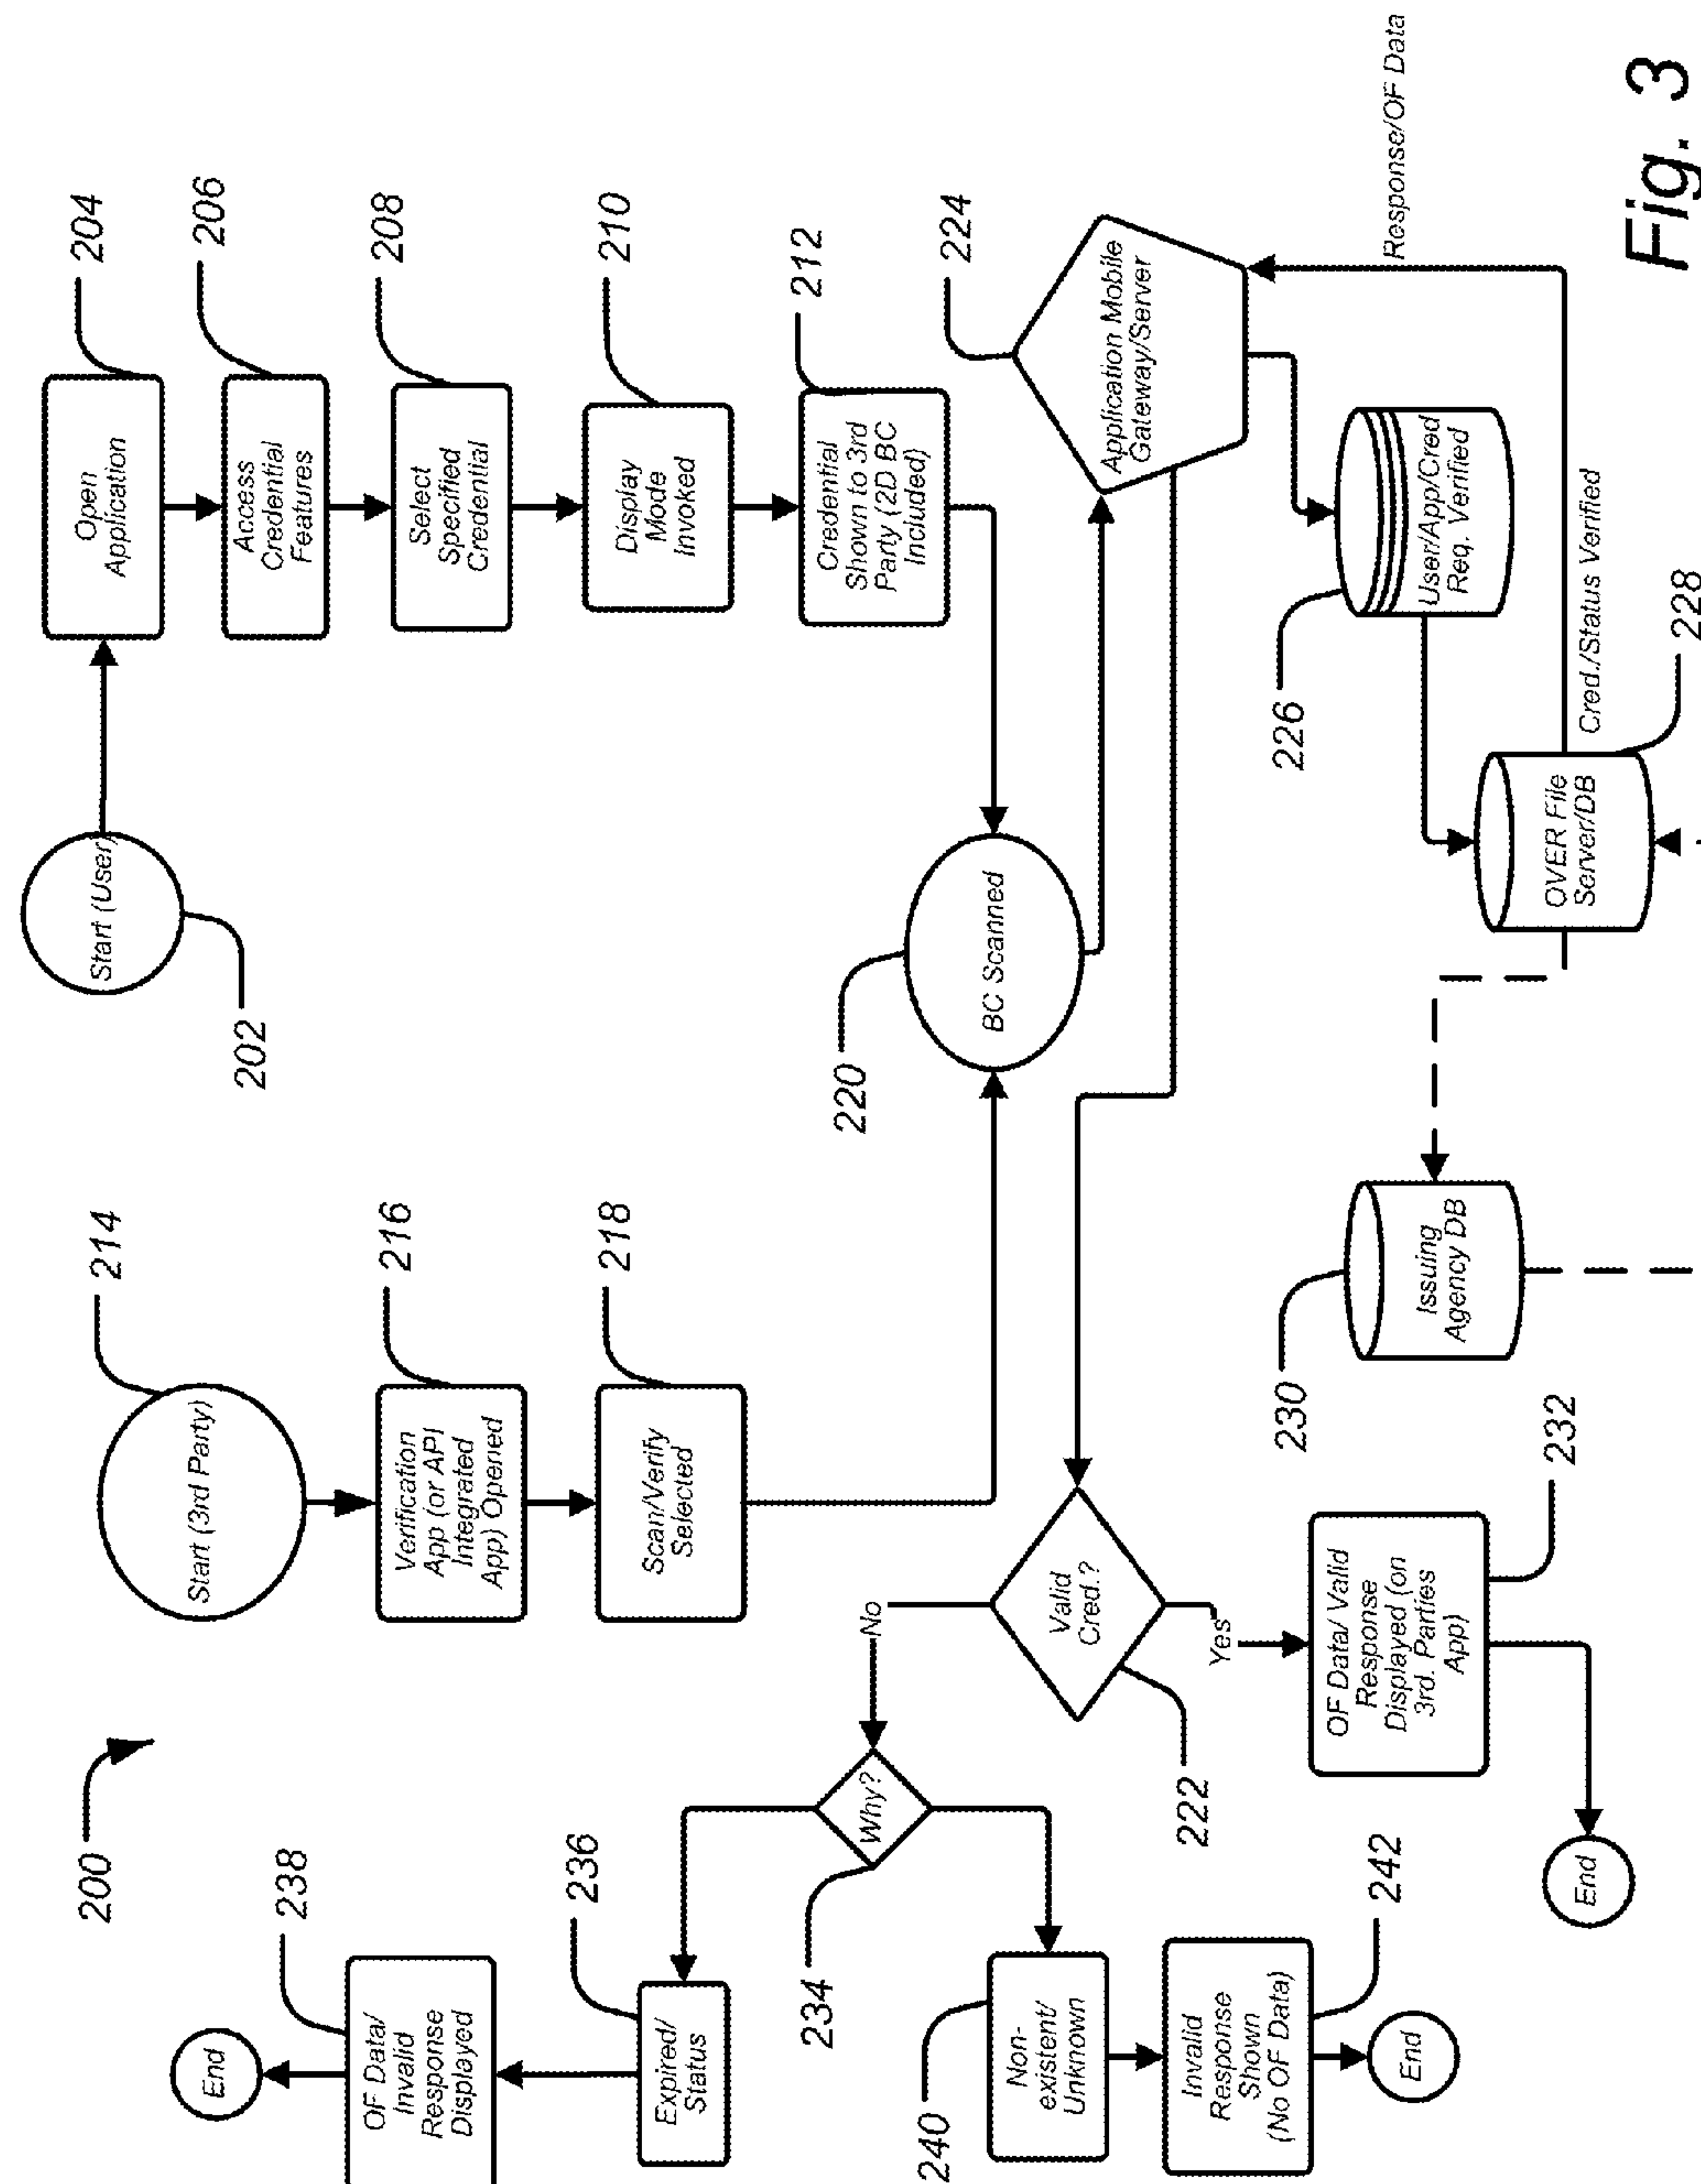 200
Start (User)
202
Open
Application
204
Access
Credential
Features
206
Select
Specified
Credential
208
Display
Mode
Invoked
210
Credential
Shown to 3rd
Party (2D BC
Included)
212
Start (3rd Party)
214
Verification
App (or API
Integrated
App) Opened
216
Scan/Verify
Selected
218
BC Scanned
220
Application Mobile
Gateway/Server
224
User/App/Cred
Req. Verified
226
OVER File
Server/DB
228
Cred./Status Verified
Response/OF Data
Issuing
Agency DB
230
Valid
Cred.?
222
Yes
OF Data/ Valid
Response
Displayed (on
3rd. Parties
App)
232
End
No
Why?
234
Expired/
Status
236
OF Data/
Invalid
Response
Displayed
238
End
Non-
existent/
Unknown
240
Invalid
Response
Shown
(No OF Data)
242
End
Fig. 3